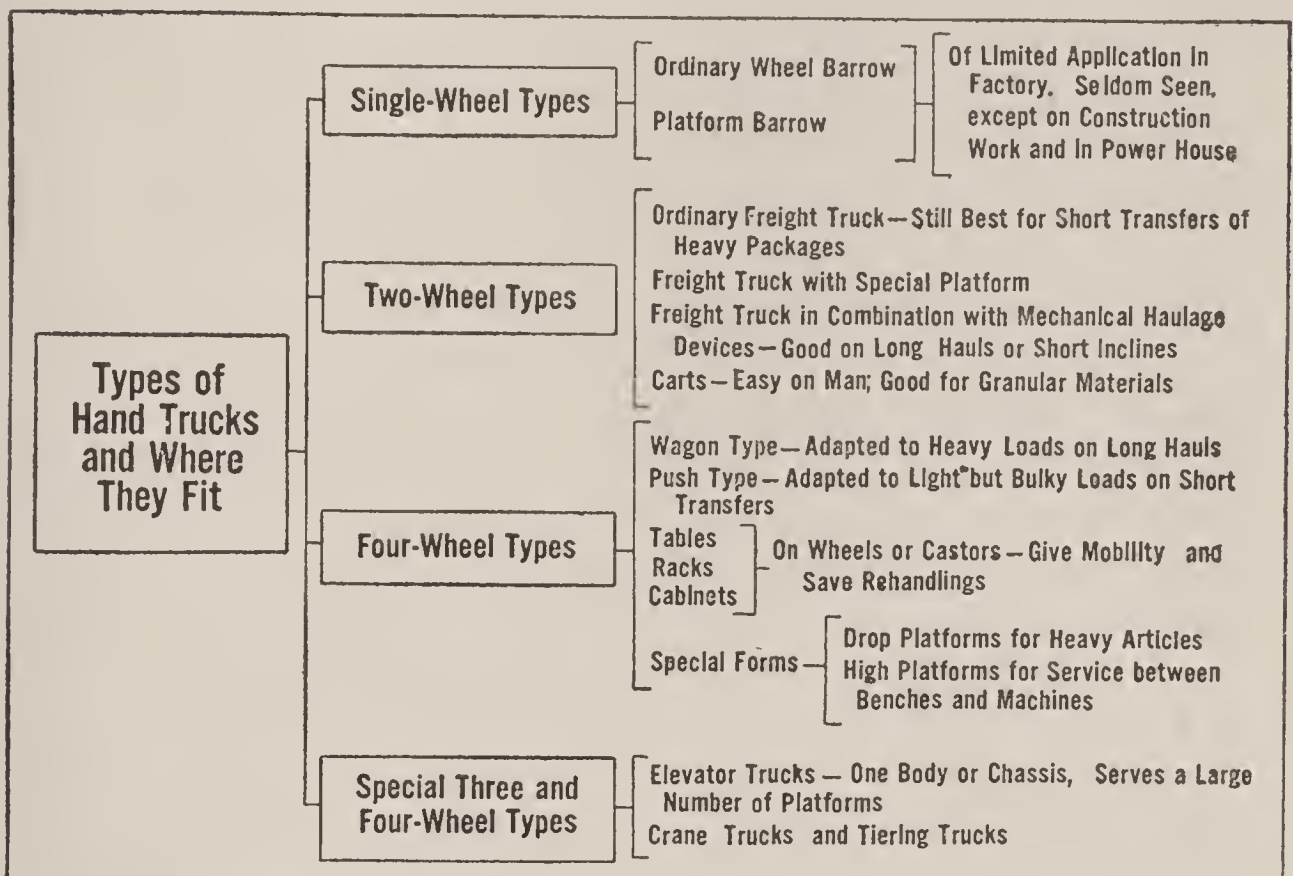 Types of
Hand Trucks
and Where
They Fit
Single-Wheel Types
Ordinary Wheel Barrow
Platform Barrow
Of Limited Application in
Factory. Seldom Seen,
except on Construction
Work and in Power House
Two-Wheel Types
Ordinary Freight Truck—Still Best for Short Transfers of
Heavy Packages
Freight Truck with Special Platform
Freight Truck in Combination with Mechanical Haulage
Devices—Good on Long Hauls or Short Inclines
Carts—Easy on Man; Good for Granular Materials
Four-Wheel Types
Wagon Type—Adapted to Heavy Loads on Long Hauls
Push Type—Adapted to Light but Bulky Loads on Short
Transfers
Tables
Racks
Cabinets
On Wheels or Castors—Give Mobility and
Save Rehandlings
Special Forms—
Drop Platforms for Heavy Articles
High Platforms for Service between
Benches and Machines
Special Three and
Four-Wheel Types
Elevator Trucks—One Body or Chassis, Serves a Large
Number of Platforms
Crane Trucks and Tiering Trucks